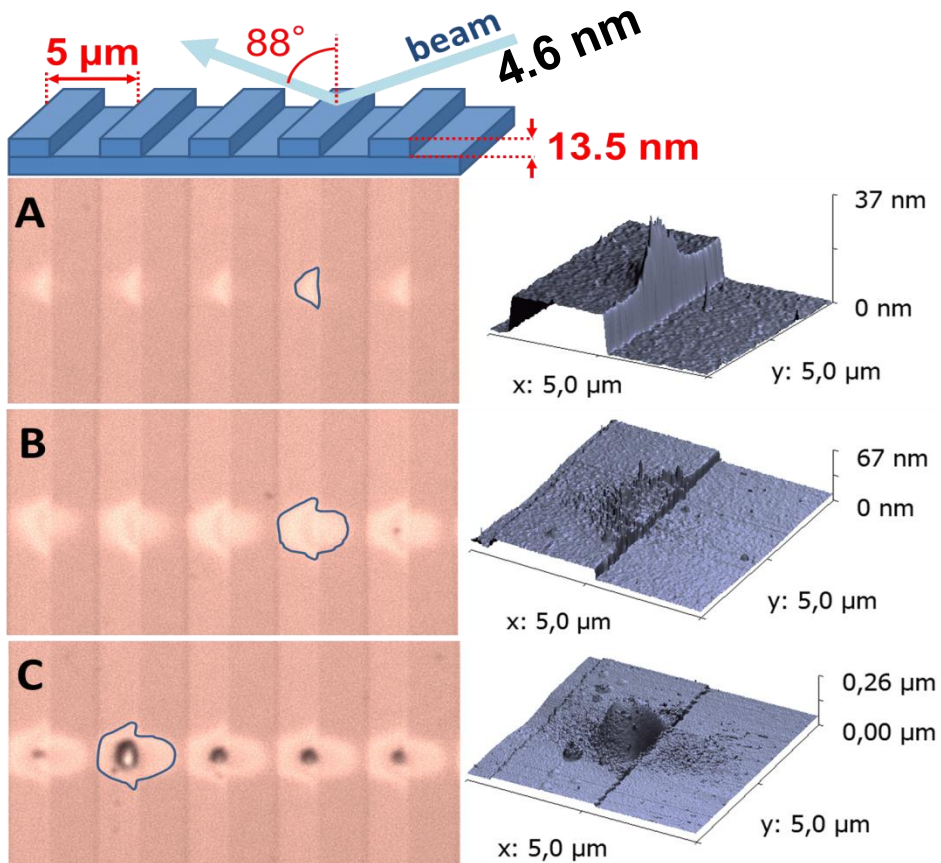 5 µm
88°
beam
4.6 nm
13.5 nm
A
37 nm
0 nm
x: 5,0 µm
y: 5,0 µm
B
67 nm
0 nm
x: 5,0 µm
y: 5,0 µm
C
0,26 µm
0,00 µm
x: 5,0 µm
y: 5,0 µm